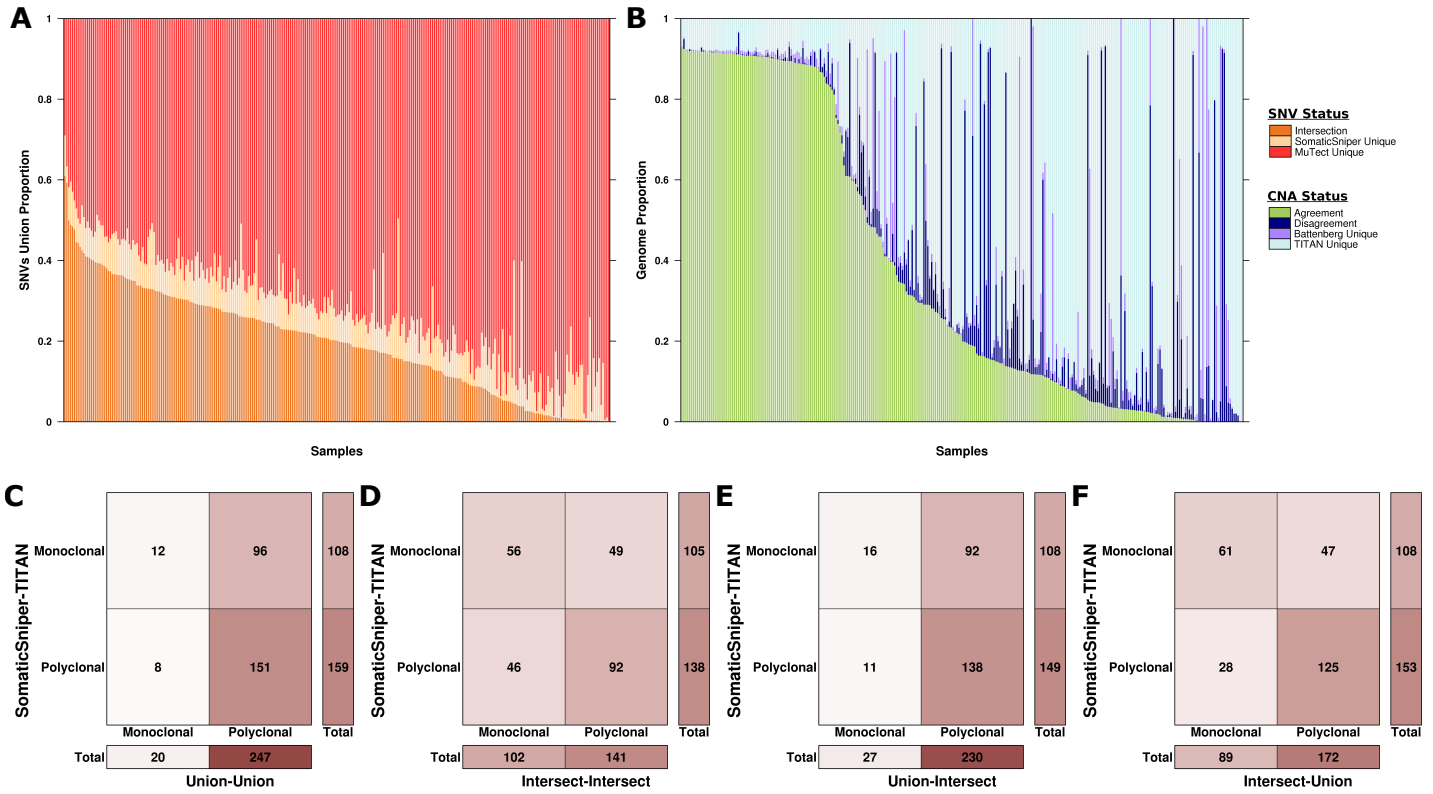 A
1
0.8
0.6
0.4
0.2
0
SNVs Union Proportion
Samples
B
1
0.8
0.6
0.4
0.2
0
Genome Proportion
Samples
SNV Status
Intersection
SomaticSniper Unique
MuTect Unique
CNA Status
Agreement
Disagreement
Battenberg Unique
TITAN Unique
C
SomaticSniper-TITAN
Monoclonal 12 96 108
Polyclonal 8 151 159
Monoclonal Polyclonal Total
Total 20 247
Union-Union
D
SomaticSniper-TITAN
Monoclonal 56 49 105
Polyclonal 46 92 138
Monoclonal Polyclonal Total
Total 102 141
Intersect-Intersect
E
SomaticSniper-TITAN
Monoclonal 16 92 108
Polyclonal 11 138 149
Monoclonal Polyclonal Total
Total 27 230
Union-Intersect
F
SomaticSniper-TITAN
Monoclonal 61 47 108
Polyclonal 28 125 153
Monoclonal Polyclonal Total
Total 89 172
Intersect-Union